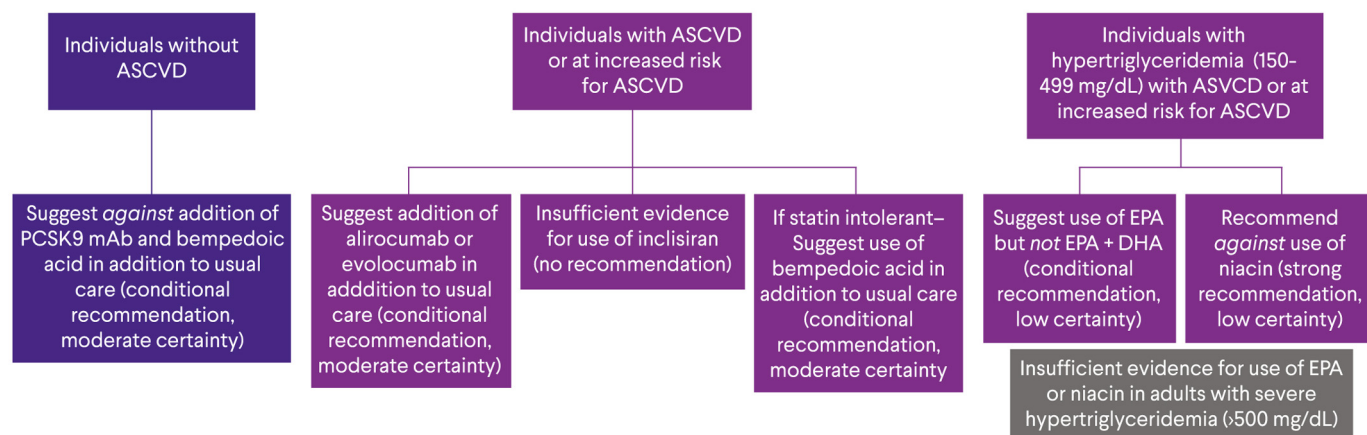 Individuals without
ASCVD
Suggest against addition of
PCSK9 mAb and bempedoic
acid in addition to usual
care (conditional
recommendation,
moderate certainty)
Individuals with ASCVD
or at increased risk
for ASCVD
Suggest addition of
alirocumab or
evolocumab in
adddition to usual
care (conditional
recommendation,
moderate certainty)
Insufficient evidence
for use of inclisiran
(no recommendation)
If statin intolerant–
Suggest use of
bempedoic acid in
addition to usual care
(conditional
recommendation,
moderate certainty
Individuals with
hypertriglyceridemia (150-
499 mg/dL) with ASVCD or at
increased risk for ASCVD
Suggest use of EPA
but not EPA + DHA
(conditional
recommendation,
low certainty)
Recommend
against use of
niacin (strong
recommendation,
low certainty)
Insufficient evidence for use of EPA
or niacin in adults with severe
hypertriglyceridemia (>500 mg/dL)